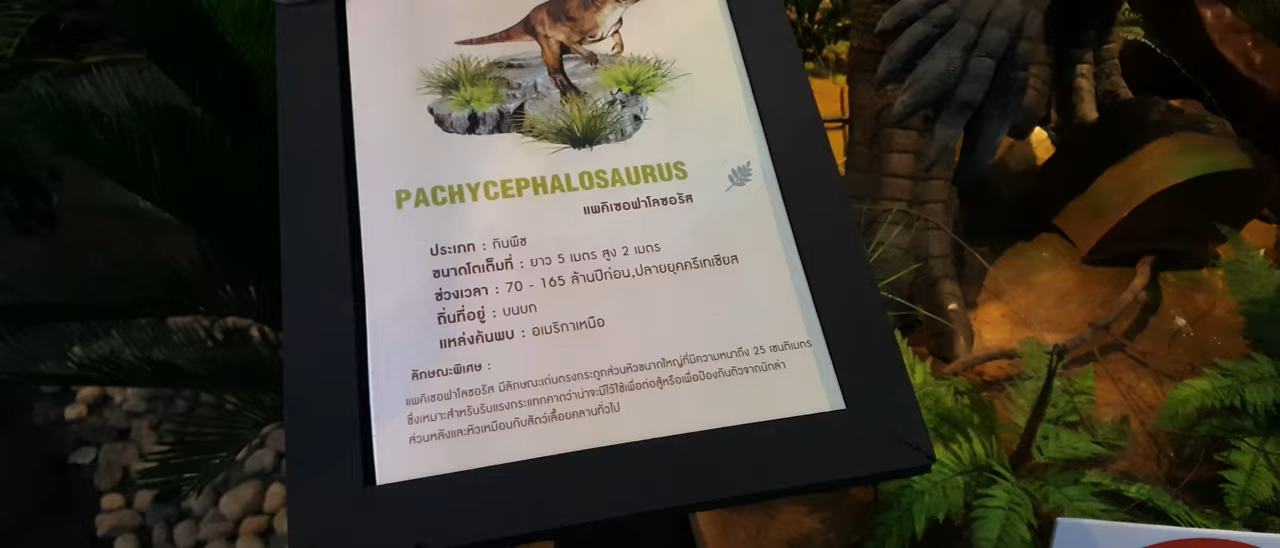 PACHYCEPHALOSAURUS
แพคิเซอฟาโลซอรัส
ประเภท : กินพืช
ขนาดโตเต็มที่ : ยาว 5 เมตร สูง 2 เมตร
ช่วงเวลา : 70 - 165 ล้านปีก่อน,ปลายยุคครีเทเชียส
ถิ่นที่อยู่ : บนบก
แหล่งค้นพบ : อเมริกาเหนือ
ลักษณะพิเศษ :
แพคิเซอฟาโลซอรัส มีลักษณะเด่นตรงกระดูกส่วนหัวขนาดใหญ่ที่มีความหนาถึง 25 เซนติเมตร
ซึ่งเหมาะสำหรับรับแรงกระแทกคาดว่าน่าจะมีไว้ใช้เพื่อต่อสู้หรือเพื่อป้องกันตัวจากนักล่า
ส่วนหลังและหัวเหมือนกับสัตว์เลื้อยคลานทั่วไป